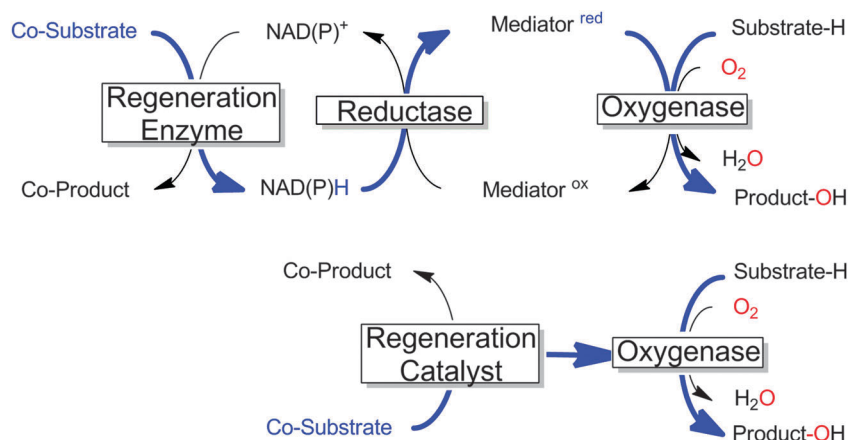 Co-Substrate
NAD(P)⁺
Mediator ʳᵉᵈ
Substrate-H
O₂
Regeneration
Enzyme
Reductase
Oxygenase
H₂O
Co-Product
NAD(P)H
Mediator ᵒˣ
Product-OH
Co-Product
Substrate-H
O₂
Regeneration
Catalyst
Oxygenase
H₂O
Co-Substrate
Product-OH